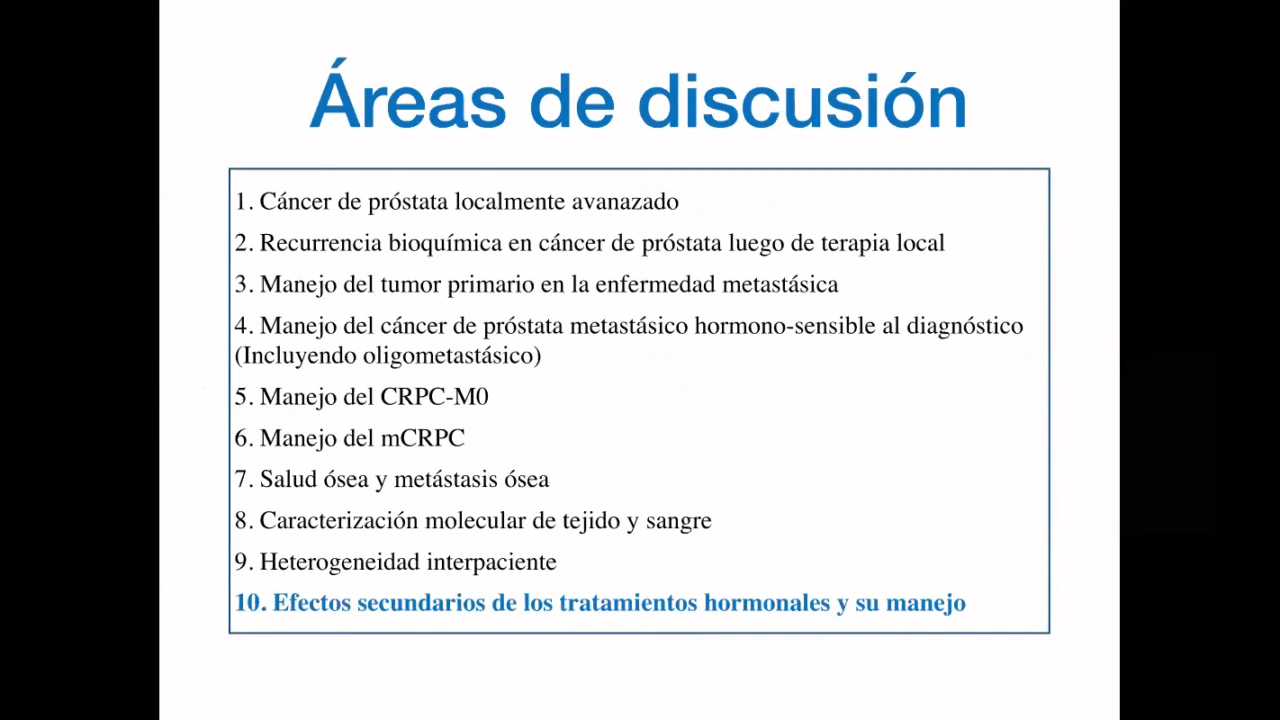 Áreas de discusión
1. Cáncer de próstata localmente avanazado
2. Recurrencia bioquímica en cáncer de próstata luego de terapia local
3. Manejo del tumor primario en la enfermedad metastásica
4. Manejo del cáncer de próstata metastásico hormono-sensible al diagnóstico
(Incluyendo oligometastásico)
5. Manejo del CRPC-M0
6. Manejo del mCRPC
7. Salud ósea y metástasis ósea
8. Caracterización molecular de tejido y sangre
9. Heterogeneidad interpaciente
10. Efectos secundarios de los tratamientos hormonales y su manejo